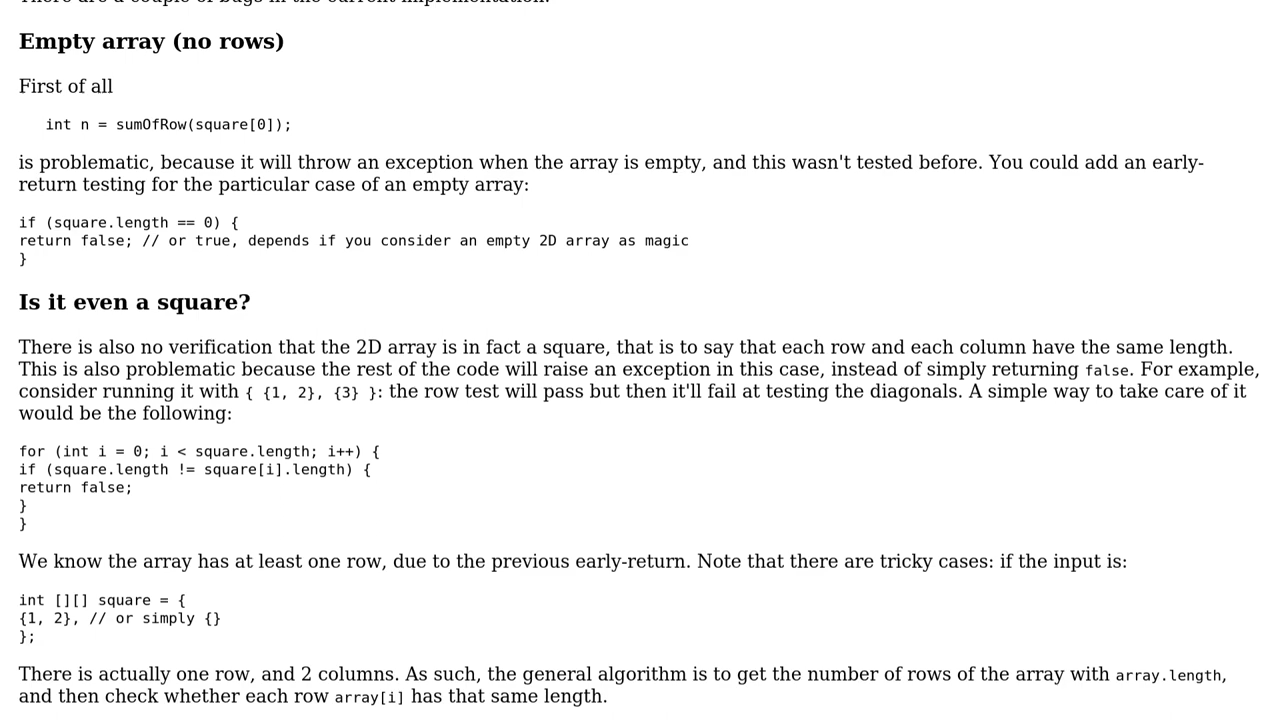 There are a couple of bugs in the current implementation.
Empty array (no rows)
First of all
int n = sumOfRow(square[0]);
is problematic, because it will throw an exception when the array is empty, and this wasn't tested before. You could add an early-
return testing for the particular case of an empty array:
if (square.length == 0) {
return false; // or true, depends if you consider an empty 2D array as magic
}
Is it even a square?
There is also no verification that the 2D array is in fact a square, that is to say that each row and each column have the same length.
This is also problematic because the rest of the code will raise an exception in this case, instead of simply returning false. For example,
consider running it with { {1, 2}, {3} }: the row test will pass but then it'll fail at testing the diagonals. A simple way to take care of it
would be the following:
for (int i = 0; i < square.length; i++) {
if (square.length != square[i].length) {
return false;
}
}
We know the array has at least one row, due to the previous early-return. Note that there are tricky cases: if the input is:
int [][] square = {
{1, 2}, // or simply {}
};
There is actually one row, and 2 columns. As such, the general algorithm is to get the number of rows of the array with array.length,
and then check whether each row array[i] has that same length.